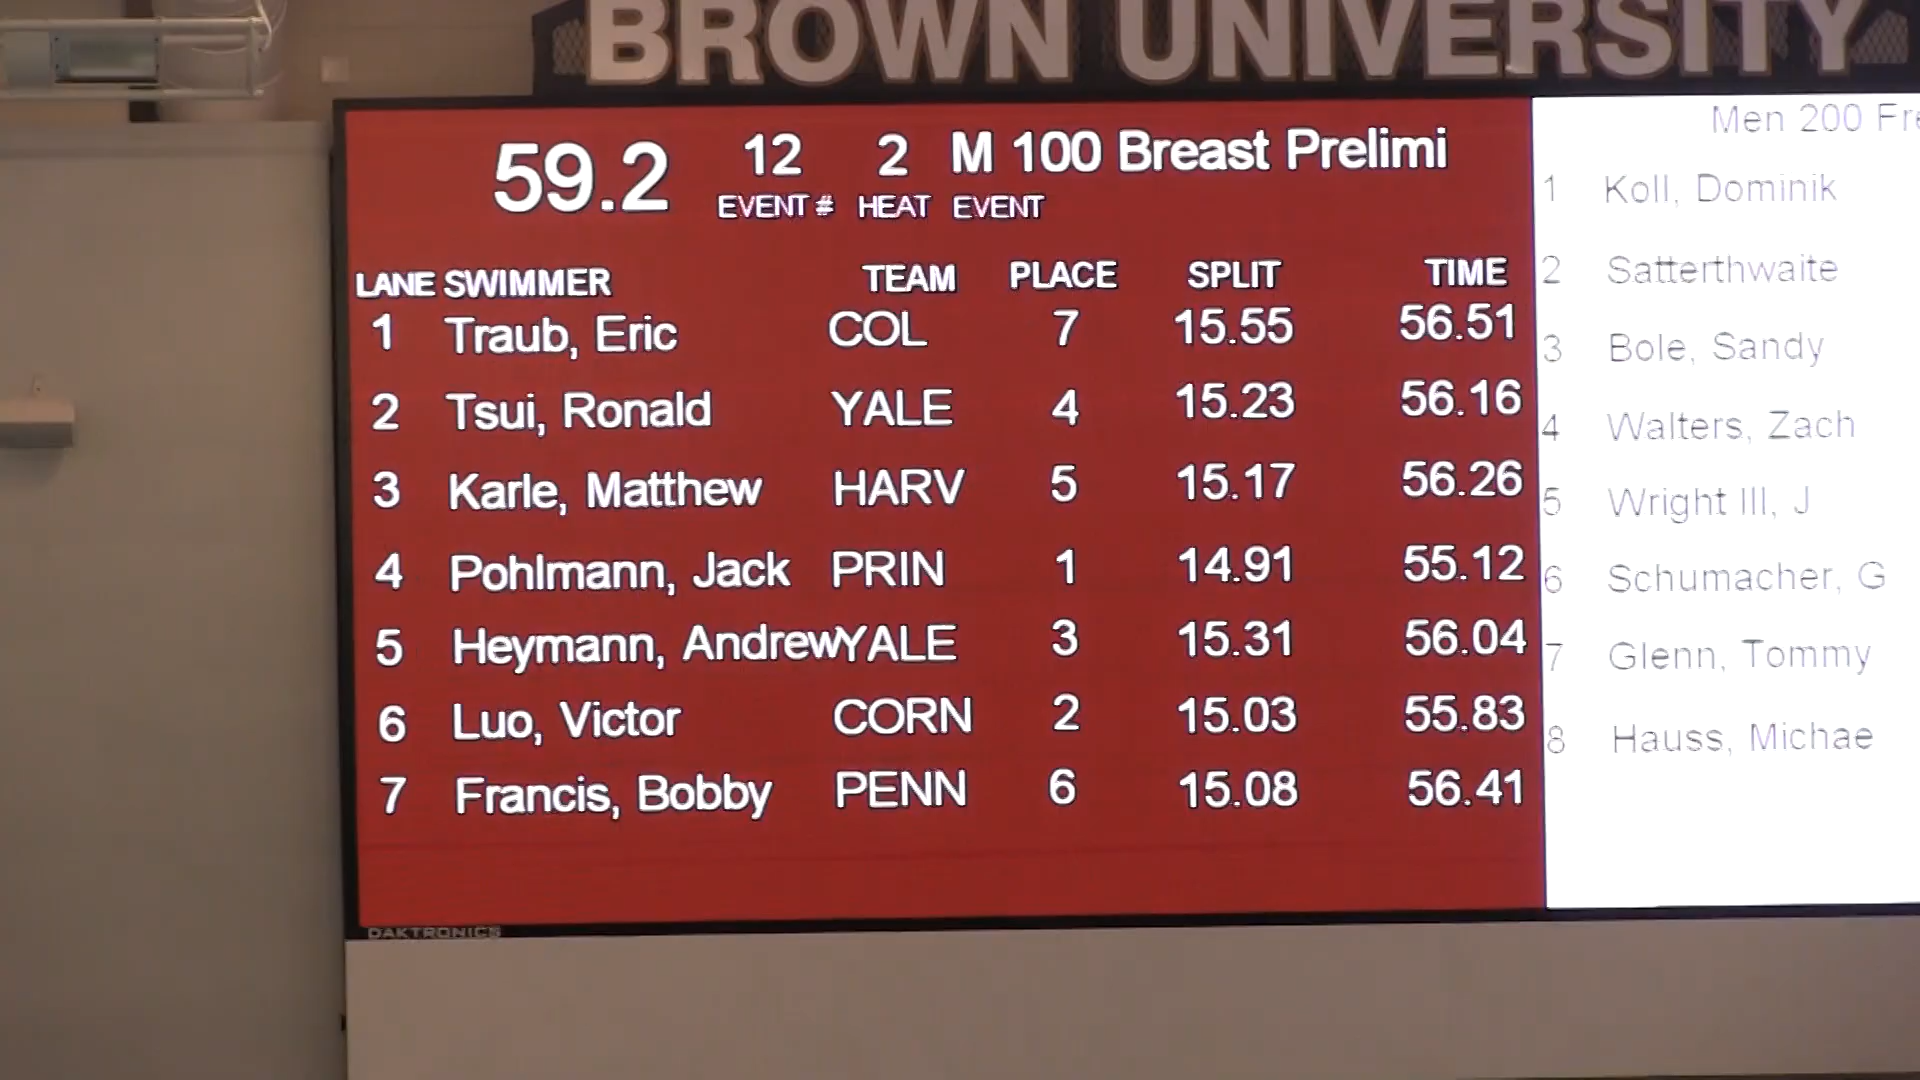 BROWN UNIVERSITY
59.2 12 2 M 100 Breast Prelimi
EVENT # HEAT EVENT
LANE SWIMMER TEAM PLACE SPLIT TIME
1 Traub, Eric COL 7 15.55 56.51
2 Tsui, Ronald YALE 4 15.23 56.16
3 Karle, Matthew HARV 5 15.17 56.26
4 Pohlmann, Jack PRIN 1 14.91 55.12
5 Heymann, Andrew YALE 3 15.31 56.04
6 Luo, Victor CORN 2 15.03 55.83
7 Francis, Bobby PENN 6 15.08 56.41
DAKTRONICS
Men 200 Fre
1 Koll, Dominik
2 Satterthwaite
3 Bole, Sandy
4 Walters, Zach
5 Wright III, J
6 Schumacher, G
7 Glenn, Tommy
8 Hauss, Michae